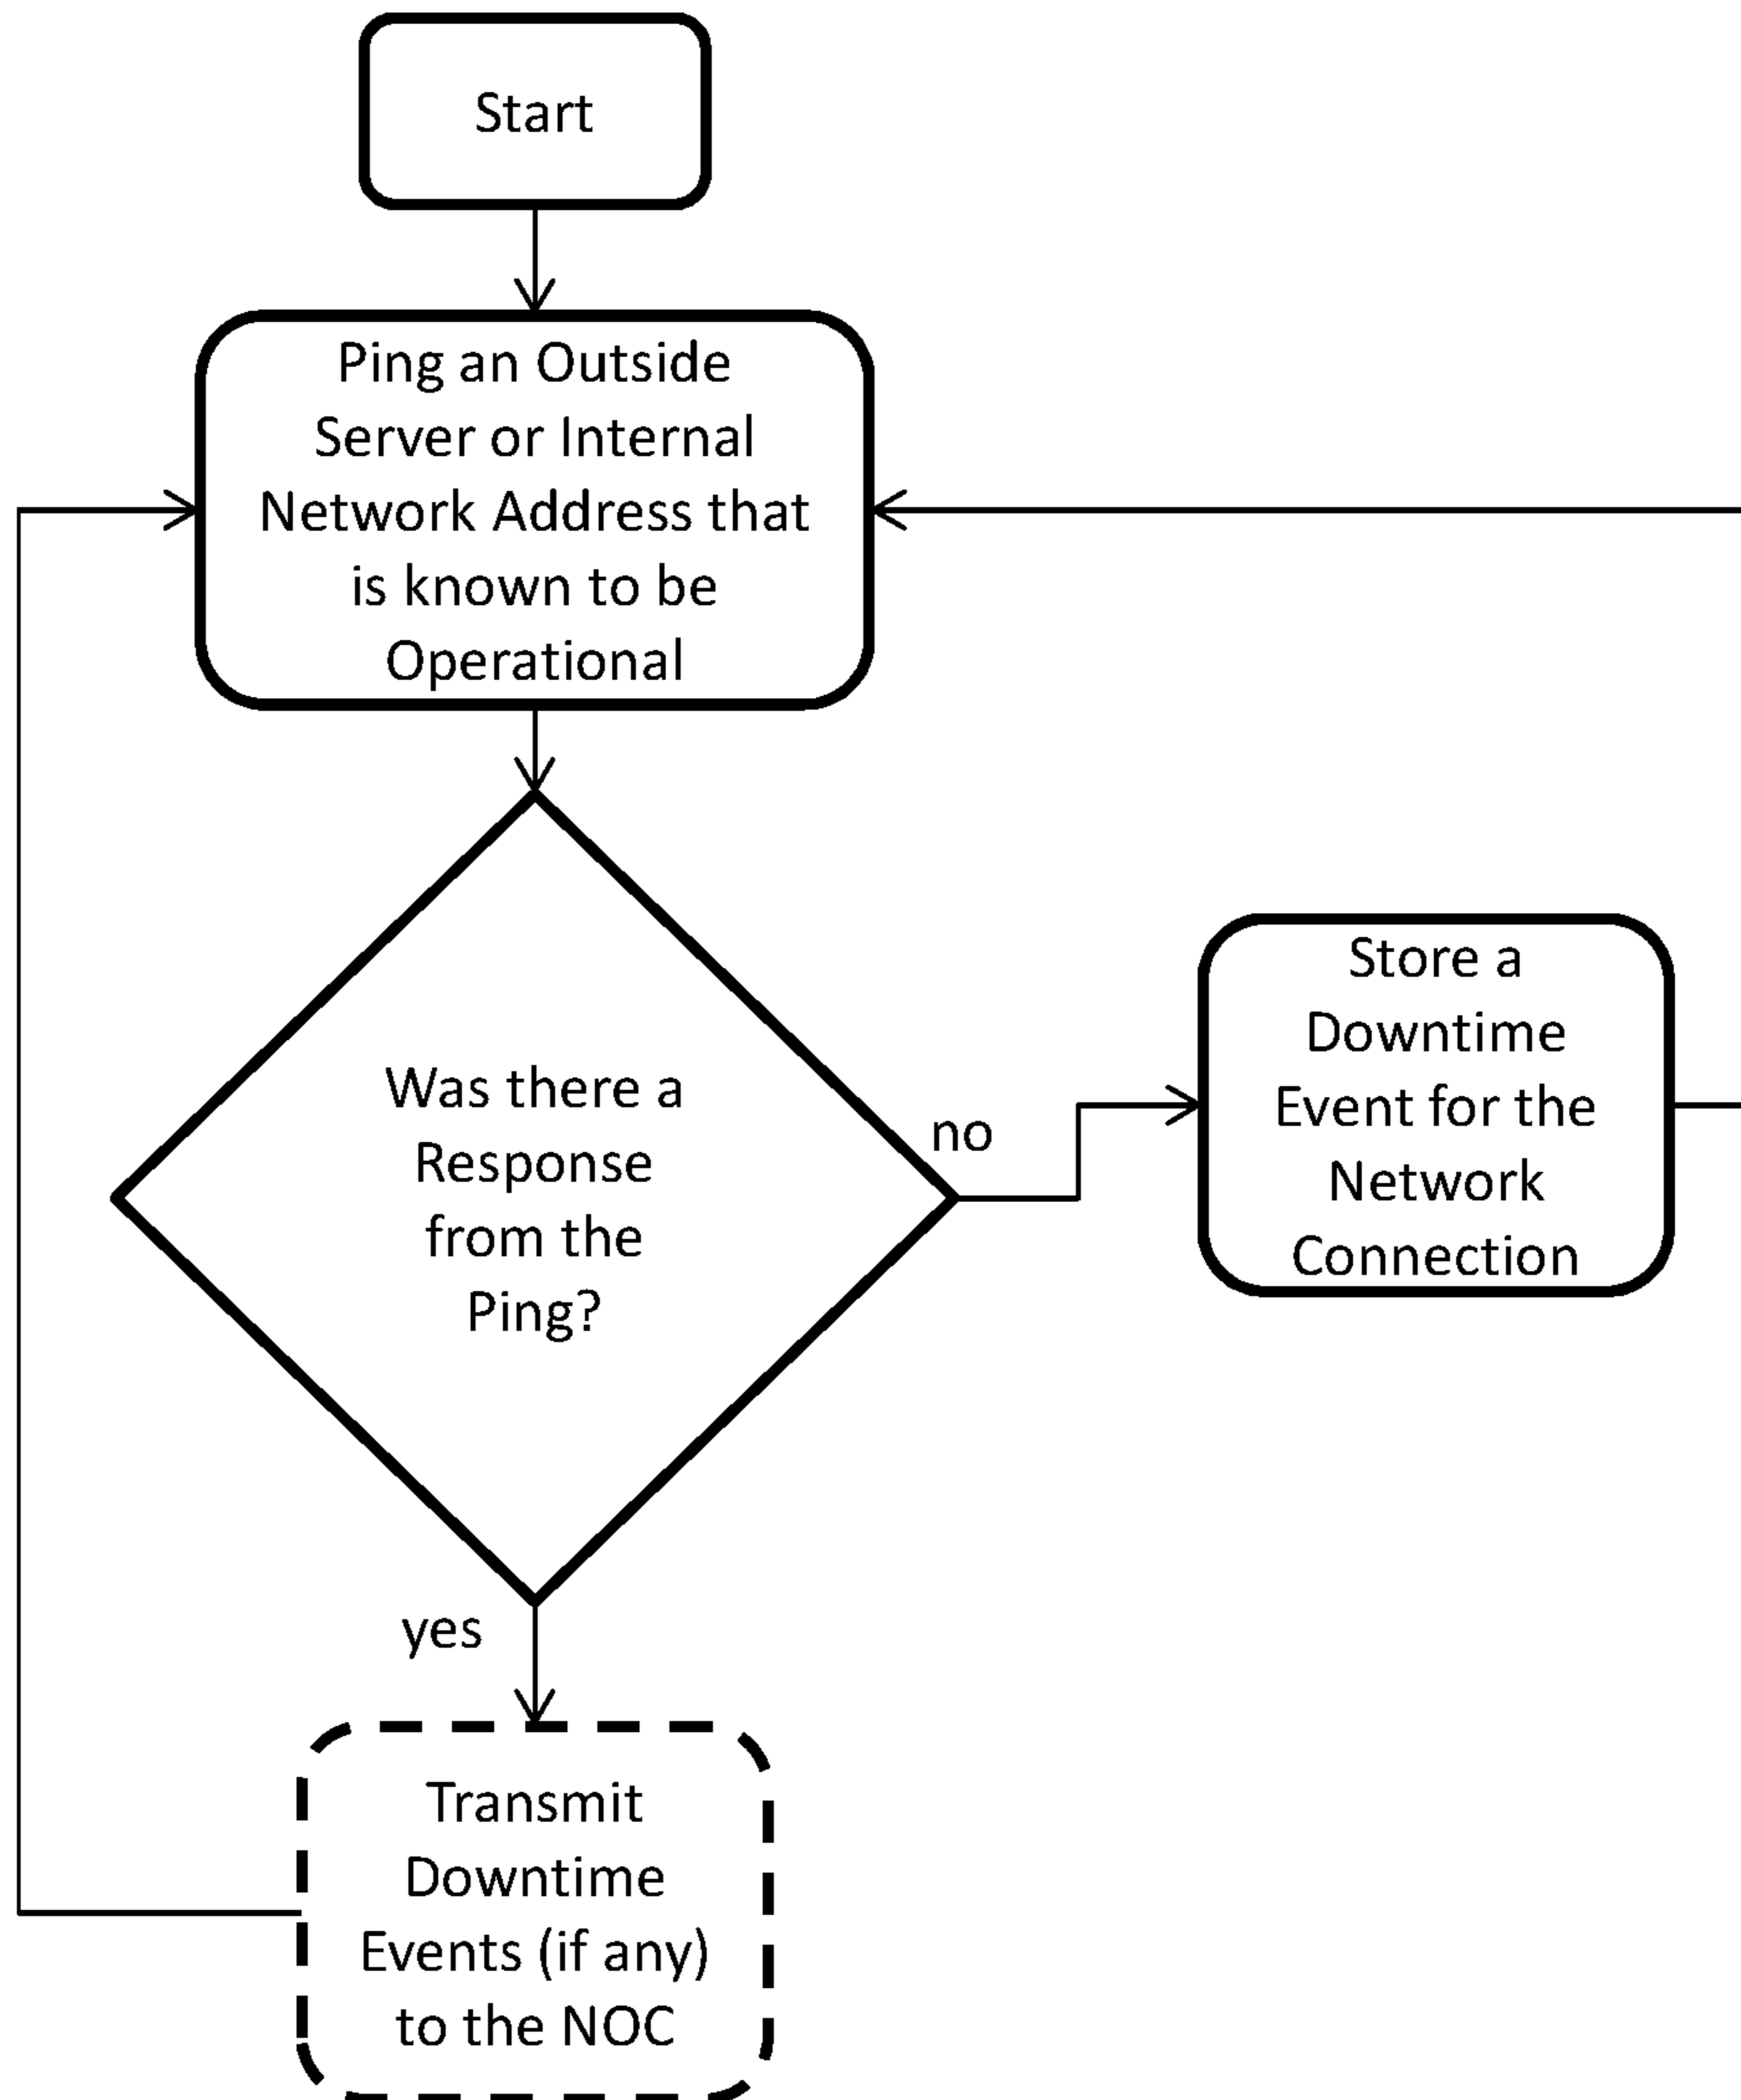 Start
Ping an Outside
Server or Internal
Network Address that
is known to be
Operational
Was there a
Response
from the
Ping?
no
Store a
Downtime
Event for the
Network
Connection
yes
Transmit
Downtime
Events (if any)
to the NOC